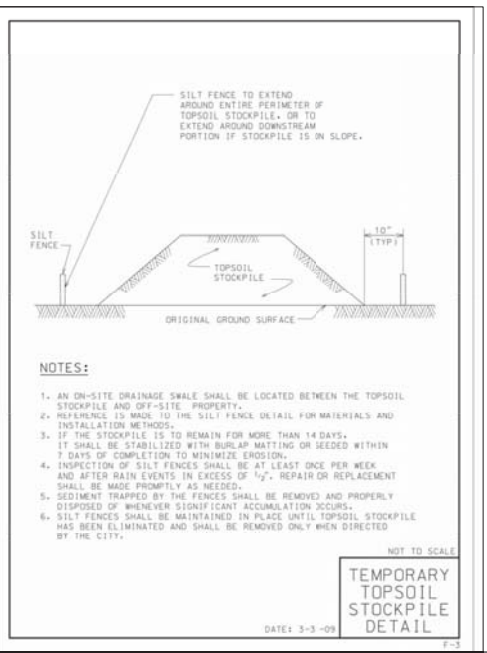 SILT FENCE TO EXTEND
AROUND ENTIRE PERIMETER OF
TOPSOIL STOCKPILE, OR TO
EXTEND AROUND DOWNSTREAM
PORTION IF STOCKPILE IS ON SLOPE.
SILT
FENCE
10"
(TYP)
TOPSOIL
STOCKPILE
ORIGINAL GROUND SURFACE
NOTES:
1. AN ON-SITE DRAINAGE SWALE SHALL BE LOCATED BETWEEN THE TOPSOIL
STOCKPILE AND OFF-SITE PROPERTY.
2. REFERENCE IS MADE TO THE SILT FENCE DETAIL FOR MATERIALS AND
INSTALLATION METHODS.
3. IF THE STOCKPILE IS TO REMAIN FOR MORE THAN 14 DAYS,
IT SHALL BE STABILIZED WITH BURLAP MATTING OR SEEDED WITHIN
7 DAYS OF COMPLETION TO MINIMIZE EROSION.
4. INSPECTION OF SILT FENCES SHALL BE AT LEAST ONCE PER WEEK
AND AFTER RAIN EVENTS IN EXCESS OF 1/2". REPAIR OR REPLACEMENT
SHALL BE MADE PROMPTLY AS NEEDED.
5. SEDIMENT TRAPPED BY THE FENCES SHALL BE REMOVED AND PROPERLY
DISPOSED OF WHENEVER SIGNIFICANT ACCUMULATION OCCURS.
6. SILT FENCES SHALL BE MAINTAINED IN PLACE UNTIL TOPSOIL STOCKPILE
HAS BEEN ELIMINATED AND SHALL BE REMOVED ONLY WHEN DIRECTED
BY THE CITY.
NOT TO SCALE
TEMPORARY
TOPSOIL
STOCKPILE
DETAIL
DATE: 3-3-09
F-3